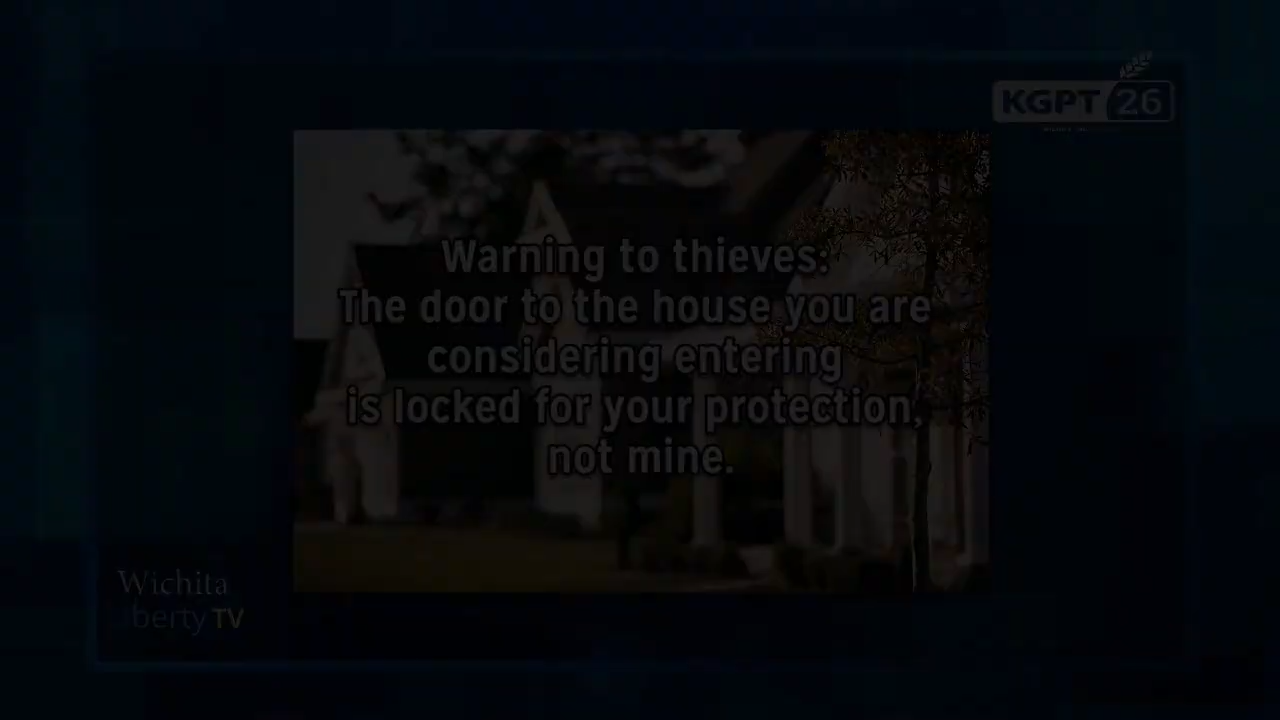 KGPT 26
Warning to thieves:
The door to the house you are
considering entering
is locked for your protection,
not mine.
Wichita
Liberty TV